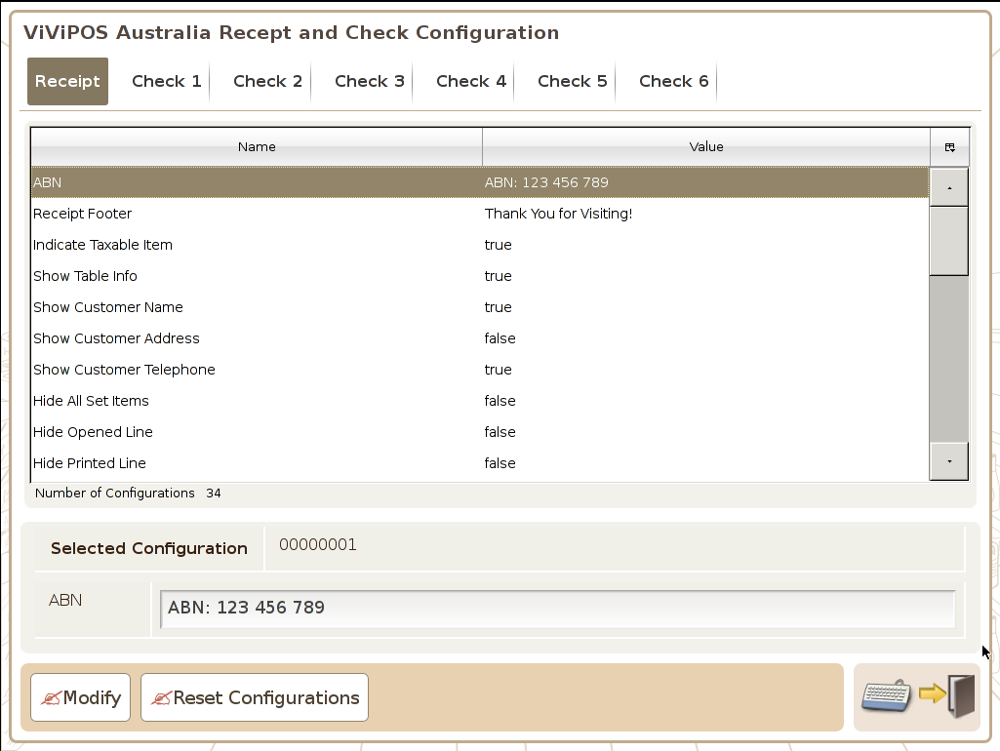 ViViPOS Australia Recept and Check Configuration
Receipt Check 1 Check 2 Check 3 Check 4 Check 5 Check 6
Name Value
ABN ABN: 123 456 789
Receipt Footer Thank You for Visiting!
Indicate Taxable Item true
Show Table Info true
Show Customer Name true
Show Customer Address false
Show Customer Telephone true
Hide All Set Items false
Hide Opened Line false
Hide Printed Line false
Number of Configurations 34
Selected Configuration 00000001
ABN ABN: 123 456 789
Modify Reset Configurations